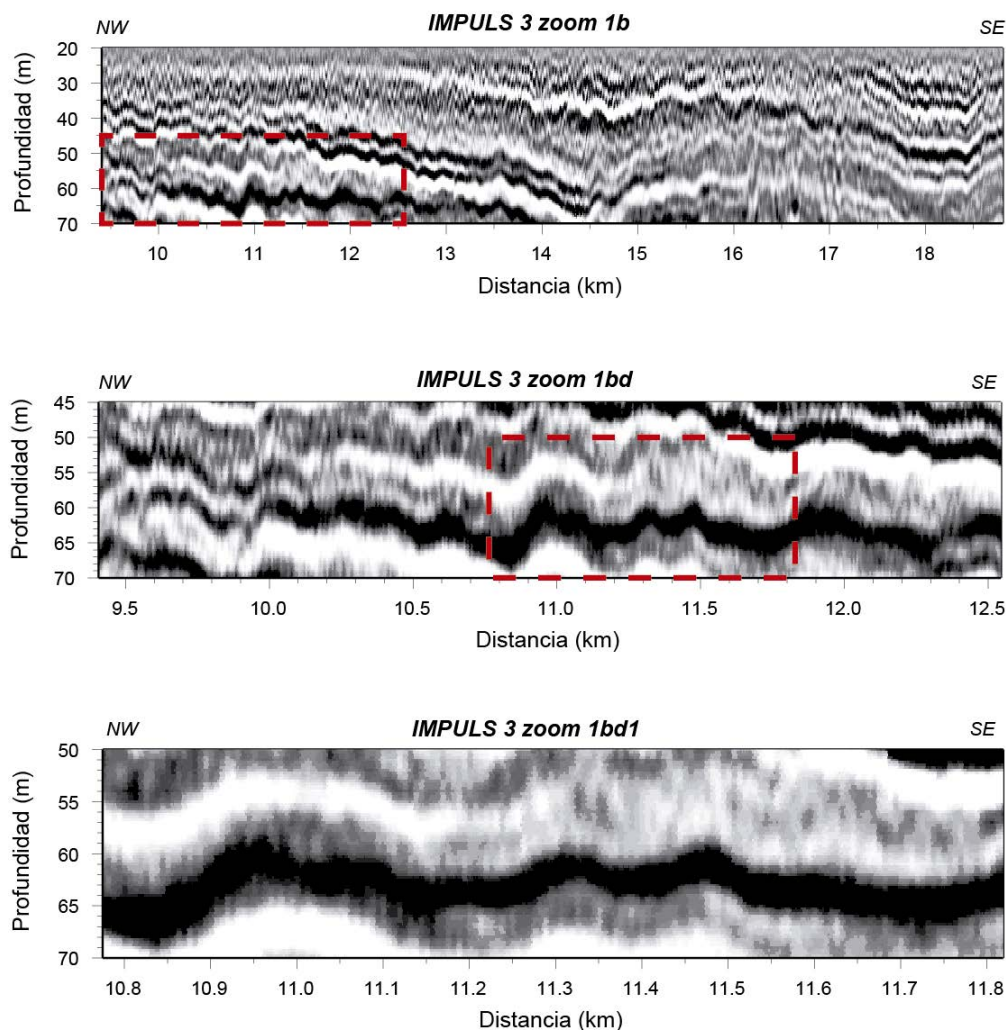 NW IMPULS 3 zoom 1b SE
Profundidad (m)
20
30
40
50
60
70
10 11 12 13 14 15 16 17 18
Distancia (km)
NW IMPULS 3 zoom 1bd SE
Profundidad (m)
45
50
55
60
65
70
9.5 10.0 10.5 11.0 11.5 12.0 12.5
Distancia (km)
NW IMPULS 3 zoom 1bd1 SE
Profundidad (m)
50
55
60
65
70
10.8 10.9 11.0 11.1 11.2 11.3 11.4 11.5 11.6 11.7 11.8
Distancia (km)